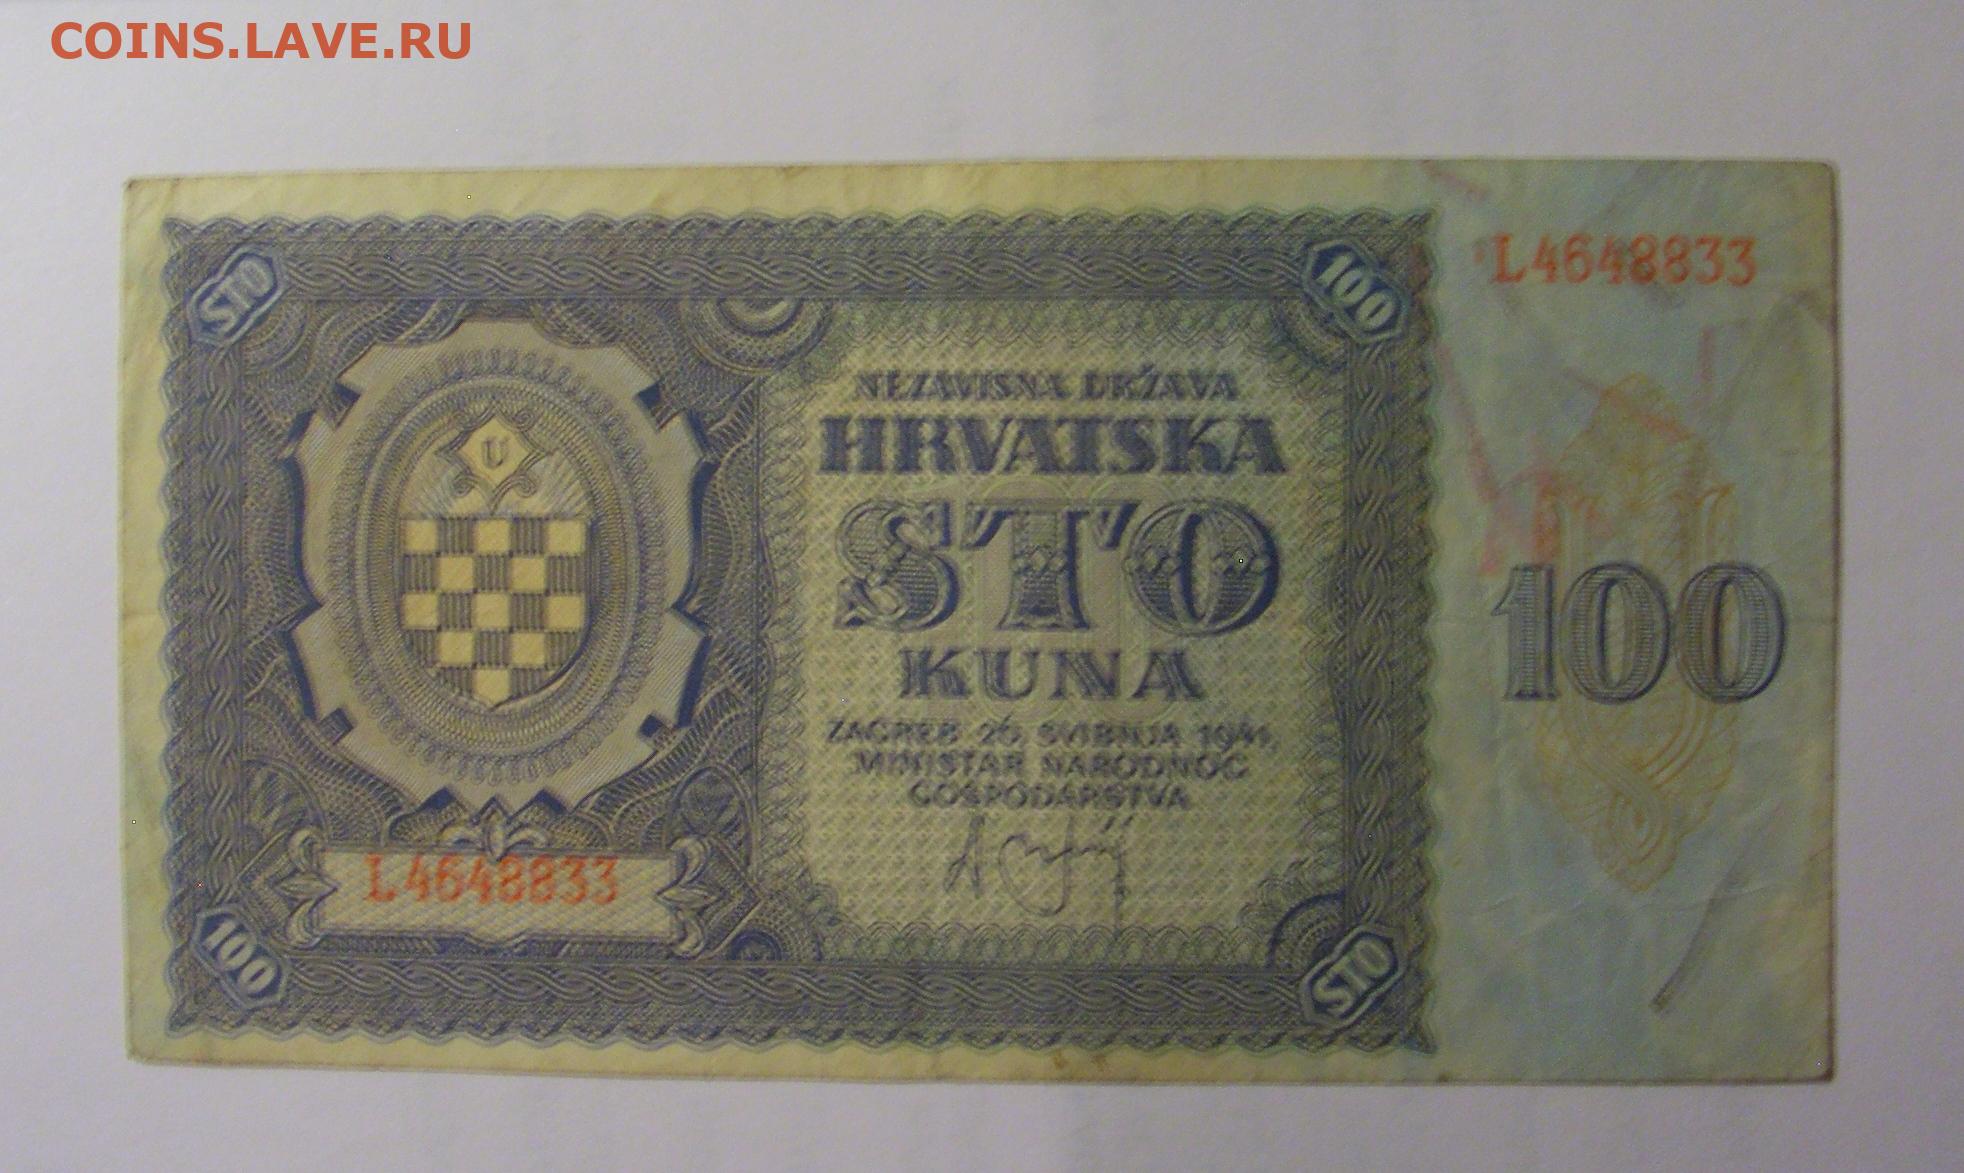 COINS.LAVE.RU
STO
100
L4648833
NEZAVISNA DRŽAVA
HRVATSKA
U
STO
KUNA
100
ZAGREB 26. SVIBNJA 1941.
MINISTAR NARODNOG
GOSPODARSTVA
L4648833
100
STO